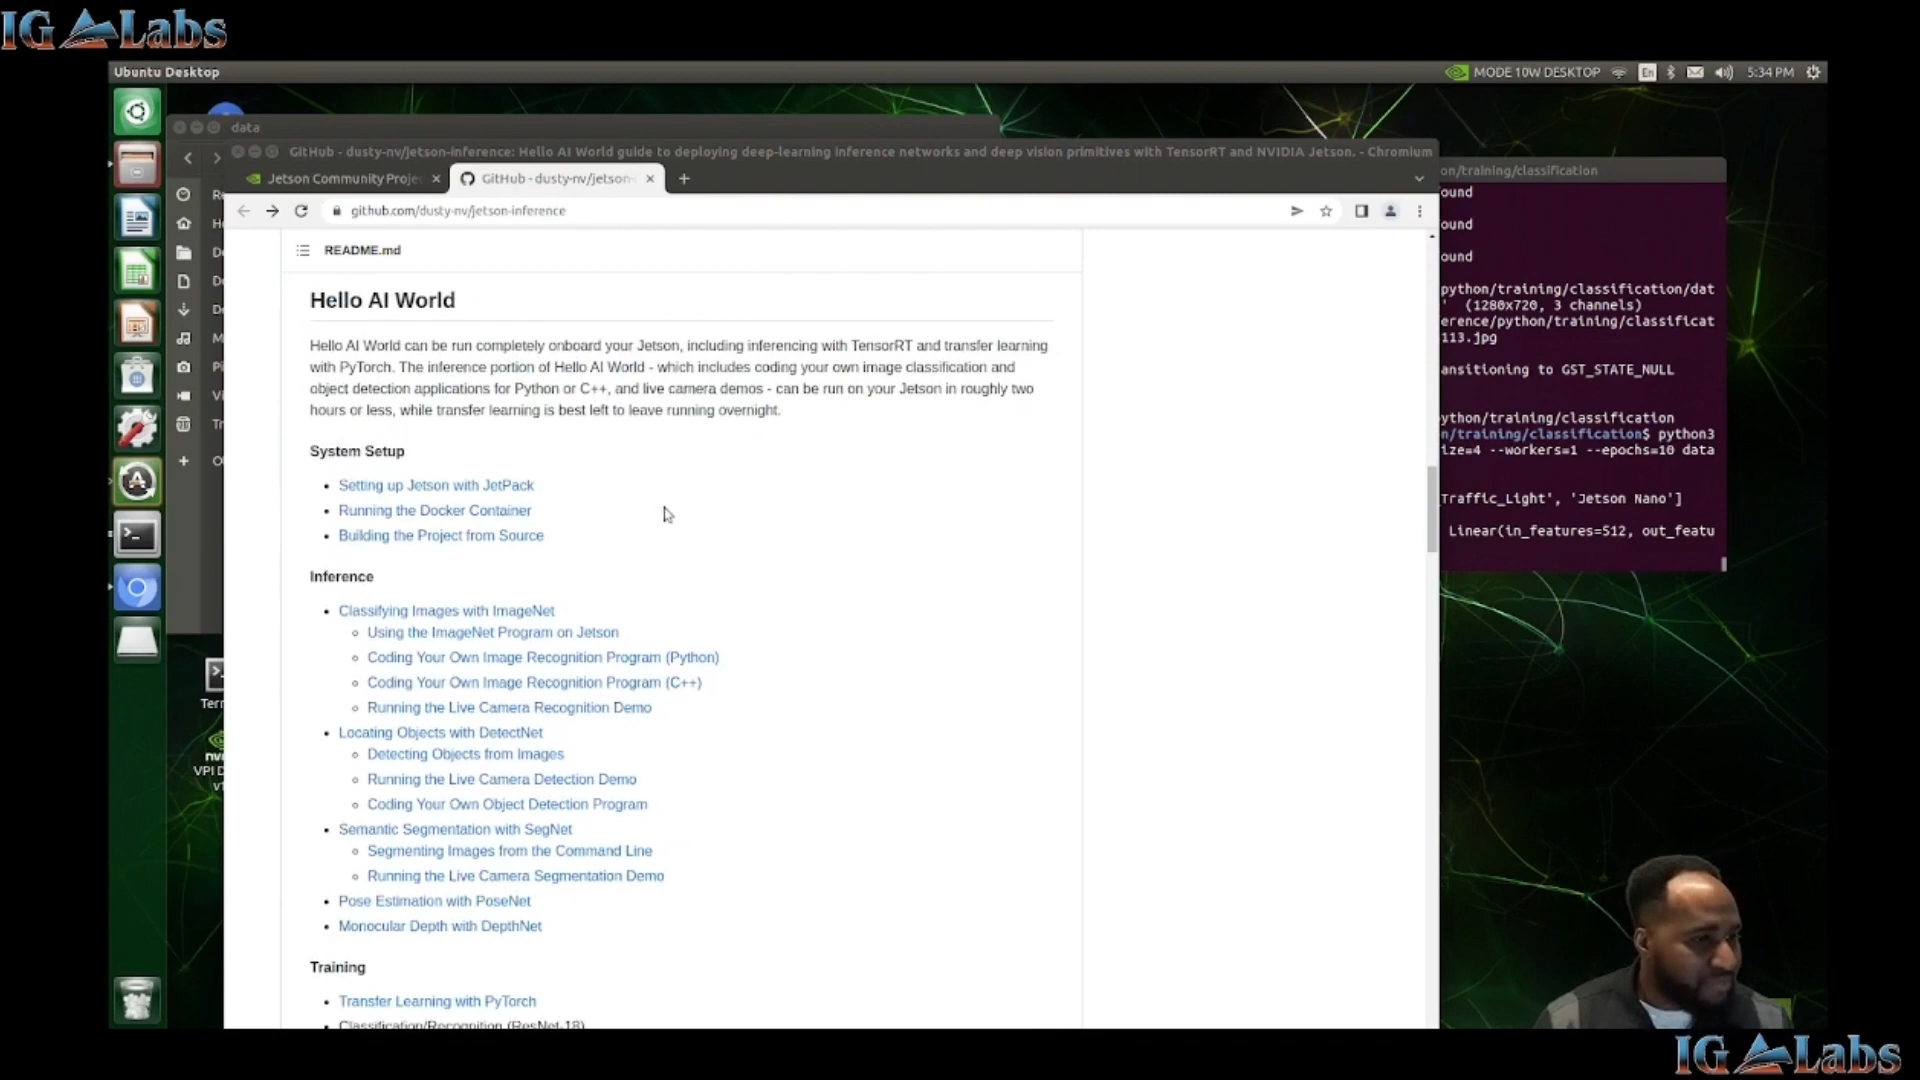 IG Labs
Ubuntu Desktop
MODE 10W DESKTOP
En
5:34 PM
data
GitHub - dusty-nv/jetson-inference: Hello AI World guide to deploying deep-learning inference networks and deep vision primitives with TensorRT and NVIDIA Jetson. - Chromium
on/training/classification
Jetson Community Proje
GitHub - dusty-nv/jetson-
github.com/dusty-nv/jetson-inference
README.md
Hello AI World
Hello AI World can be run completely onboard your Jetson, including inferencing with TensorRT and transfer learning
with PyTorch. The inference portion of Hello AI World - which includes coding your own image classification and
object detection applications for Python or C++, and live camera demos - can be run on your Jetson in roughly two
hours or less, while transfer learning is best left to leave running overnight.
System Setup
Setting up Jetson with JetPack
Running the Docker Container
Building the Project from Source
Inference
Classifying Images with ImageNet
Using the ImageNet Program on Jetson
Coding Your Own Image Recognition Program (Python)
Coding Your Own Image Recognition Program (C++)
Running the Live Camera Recognition Demo
Locating Objects with DetectNet
Detecting Objects from Images
Running the Live Camera Detection Demo
Coding Your Own Object Detection Program
Semantic Segmentation with SegNet
Segmenting Images from the Command Line
Running the Live Camera Segmentation Demo
Pose Estimation with PoseNet
Monocular Depth with DepthNet
Training
Transfer Learning with PyTorch
Classification/Recognition (ResNet-18)
ound
ound
ound
python/training/classification/dat
' (1280x720, 3 channels)
erence/python/training/classificat
113.jpg
ansitioning to GST_STATE_NULL
ython/training/classification
n/training/classification$ python3
ize=4 --workers=1 --epochs=10 data
Traffic_Light', 'Jetson Nano']
Linear(in_features=512, out_featu
Tern
VPI D
IG Labs